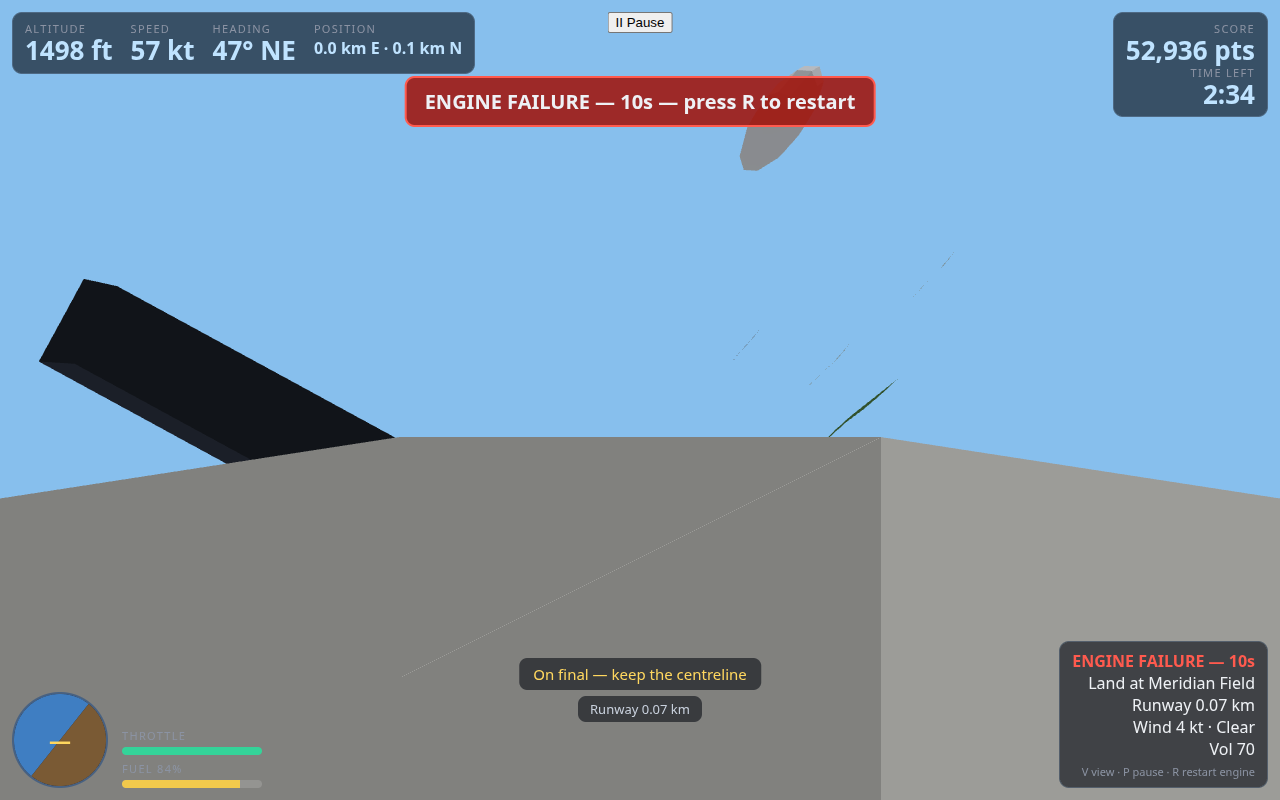 II Pause
ALTITUDE SPEED HEADING POSITION
1498 ft 57 kt 47° NE 0.0 km E · 0.1 km N
SCORE
52,936 pts
TIME LEFT
2:34
ENGINE FAILURE — 10s — press R to restart
On final — keep the centreline
Runway 0.07 km
THROTTLE
FUEL 84%
ENGINE FAILURE — 10s
Land at Meridian Field
Runway 0.07 km
Wind 4 kt · Clear
Vol 70
V view · P pause · R restart engine